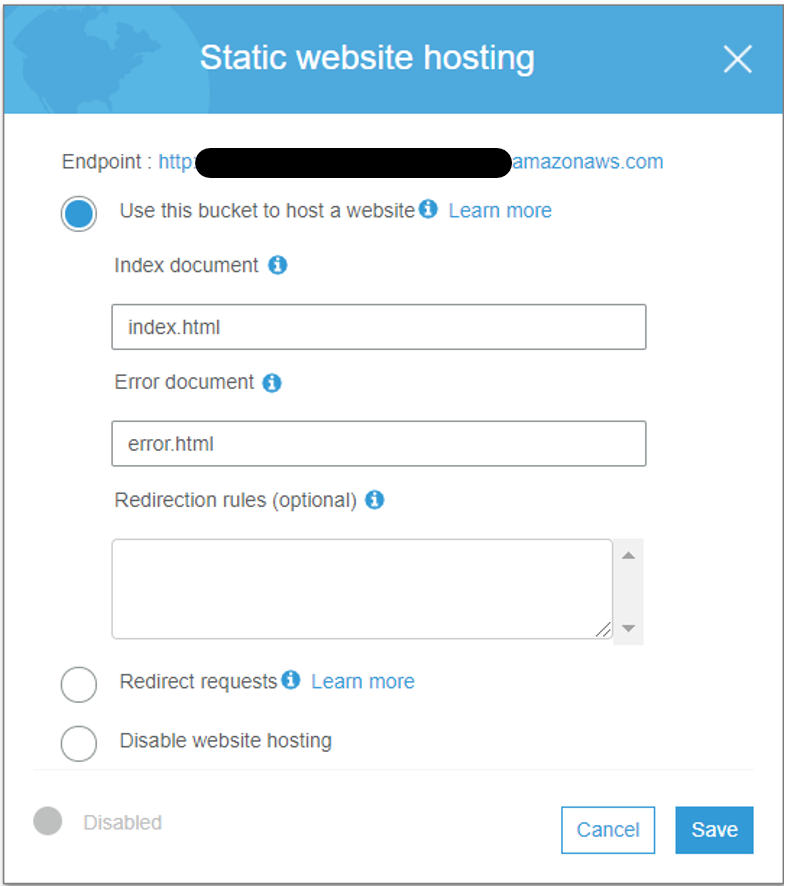 Static website hosting
Endpoint : http: amazonaws.com
Use this bucket to host a website Learn more
Index document
index.html
Error document
error.html
Redirection rules (optional)
Redirect requests Learn more
Disable website hosting
Disabled
Cancel Save